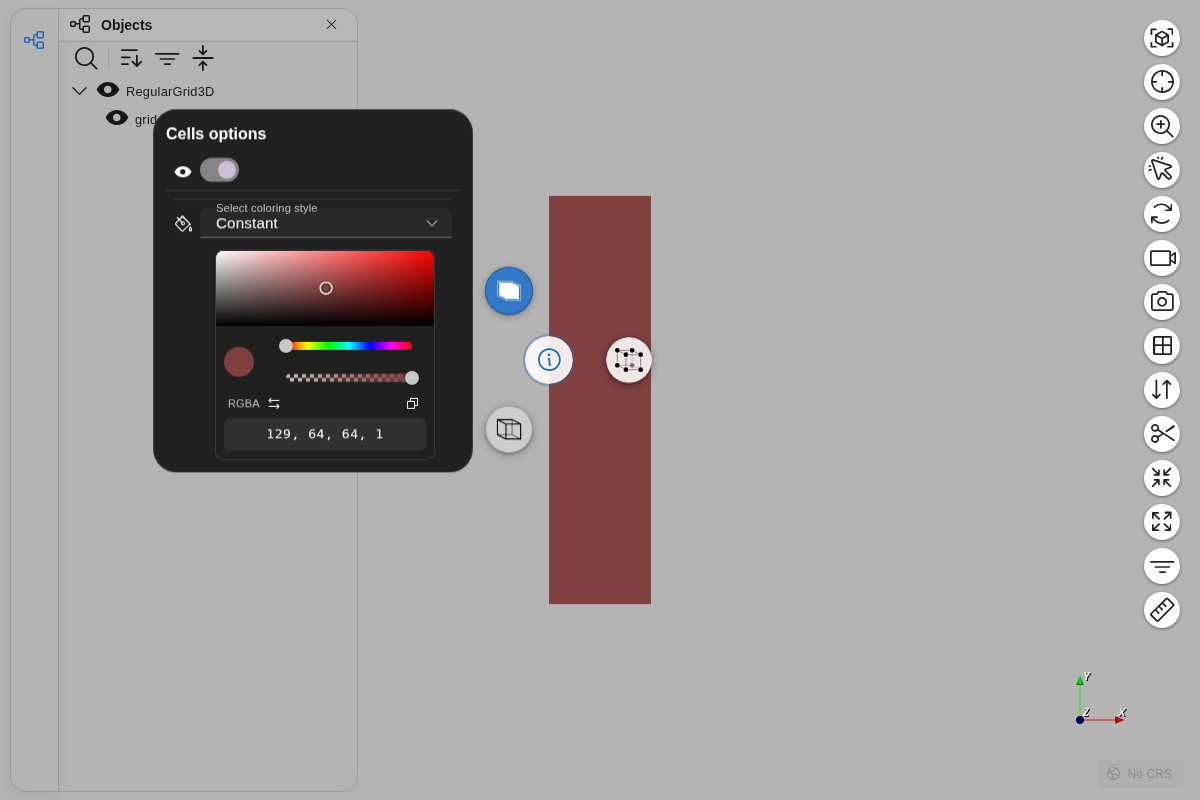 Objects
RegularGrid3D
grid
Cells options
Select coloring style
Constant
RGBA
129, 64, 64, 1
Y
Z
X
No CRS